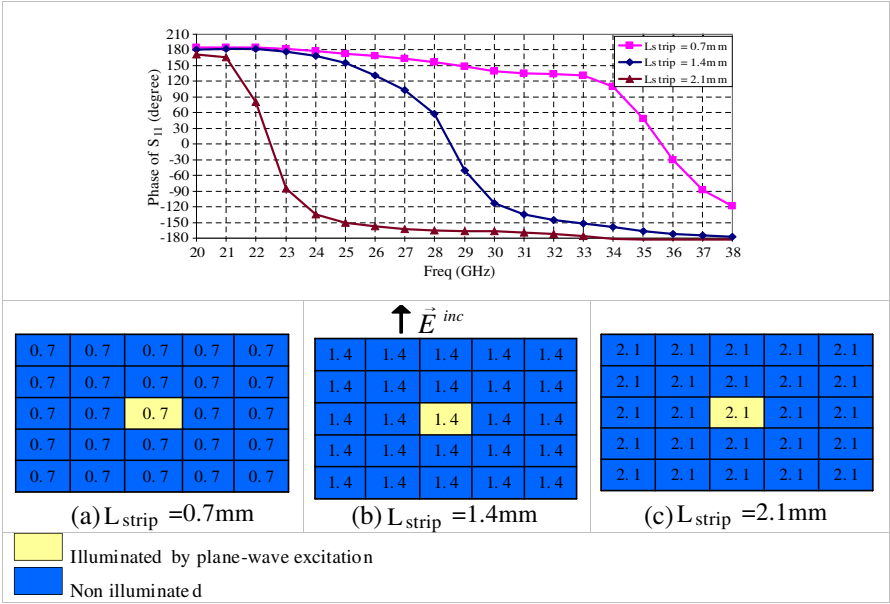 210
180
150
120
90
60
30
0
-30
-60
-90
-120
-150
-180
Phase of S11 (degree)
20 21 22 23 24 25 26 27 28 29 30 31 32 33 34 35 36 37 38
Freq (GHz)
Lstrip = 0.7mm
Lstrip = 1.4mm
Lstrip = 2.1mm
E inc
0.7 0.7 0.7 0.7 0.7
0.7 0.7 0.7 0.7 0.7
0.7 0.7 0.7 0.7 0.7
0.7 0.7 0.7 0.7 0.7
0.7 0.7 0.7 0.7 0.7
(a) L strip =0.7mm
1.4 1.4 1.4 1.4 1.4
1.4 1.4 1.4 1.4 1.4
1.4 1.4 1.4 1.4 1.4
1.4 1.4 1.4 1.4 1.4
1.4 1.4 1.4 1.4 1.4
(b) L strip =1.4mm
2.1 2.1 2.1 2.1 2.1
2.1 2.1 2.1 2.1 2.1
2.1 2.1 2.1 2.1 2.1
2.1 2.1 2.1 2.1 2.1
2.1 2.1 2.1 2.1 2.1
(c) L strip =2.1mm
Illuminated by plane-wave excitation
Non illuminated